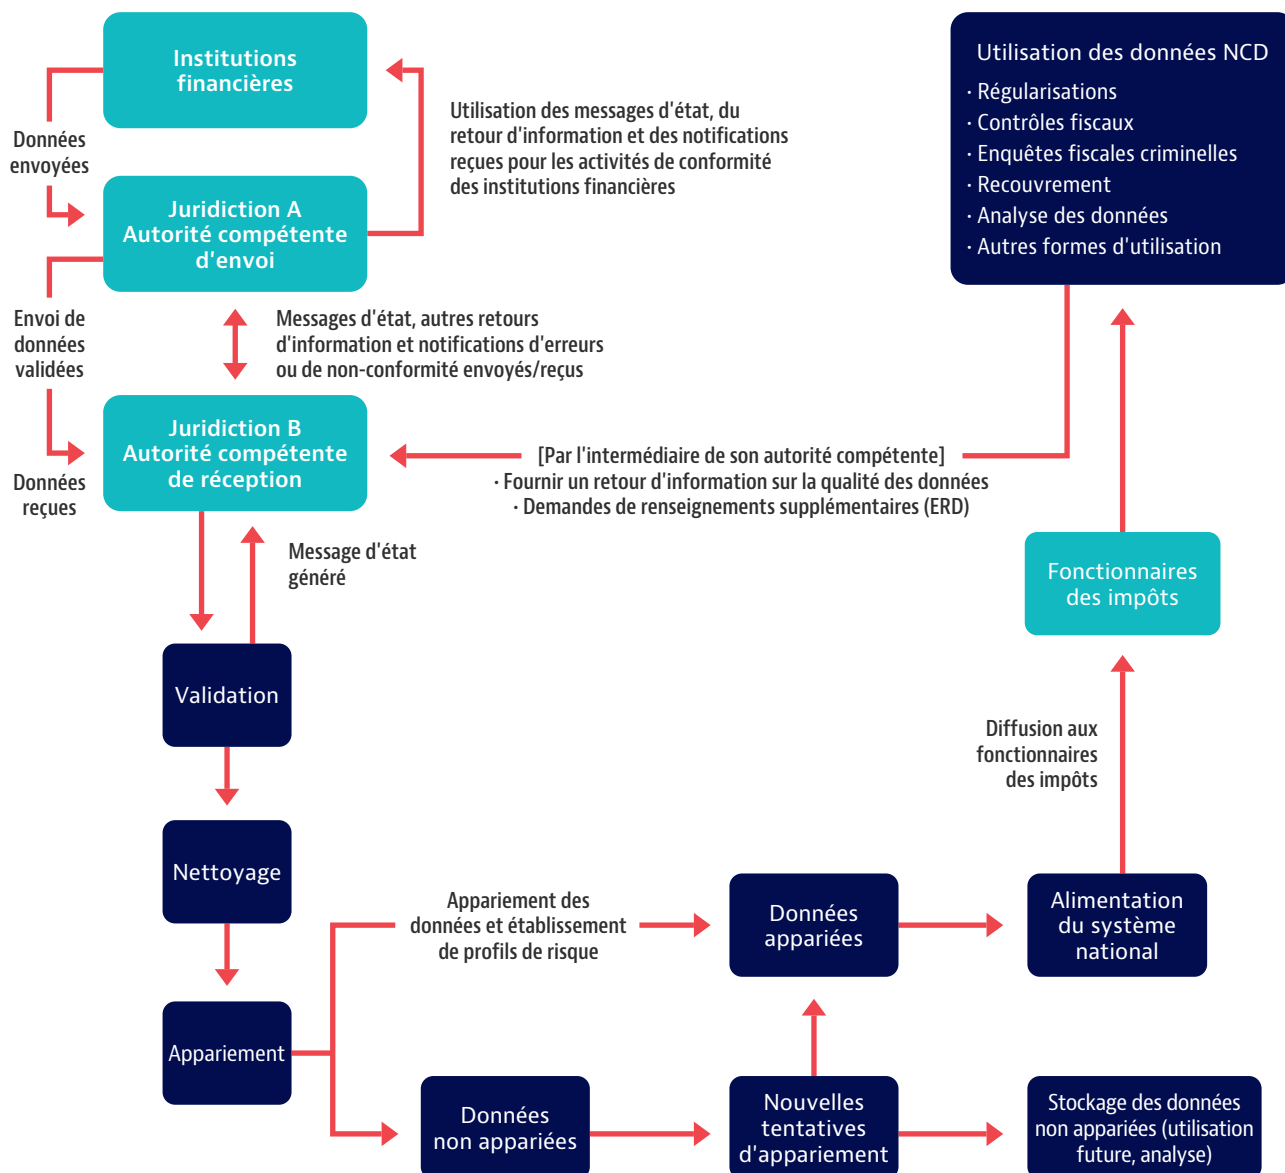 Institutions
financières
Utilisation des données NCD
· Régularisations
· Contrôles fiscaux
· Enquêtes fiscales criminelles
· Recouvrement
· Analyse des données
· Autres formes d'utilisation
Données
envoyées
Utilisation des messages d'état, du
retour d'information et des notifications
reçues pour les activités de conformité
des institutions financières
Juridiction A
Autorité compétente
d'envoi
Envoi de
données
validées
Messages d'état, autres retours
d'information et notifications d'erreurs
ou de non-conformité envoyés/reçus
Juridiction B
Autorité compétente
de réception
Données
reçues
[Par l'intermédiaire de son autorité compétente]
· Fournir un retour d'information sur la qualité des données
· Demandes de renseignements supplémentaires (ERD)
Message d'état
généré
Fonctionnaires
des impôts
Validation
Diffusion aux
fonctionnaires
des impôts
Nettoyage
Appariement des
données et établissement
de profils de risque
Données
appariées
Alimentation
du système
national
Appariement
Données
non appariées
Nouvelles
tentatives
d'appariement
Stockage des données
non appariées (utilisation
future, analyse)